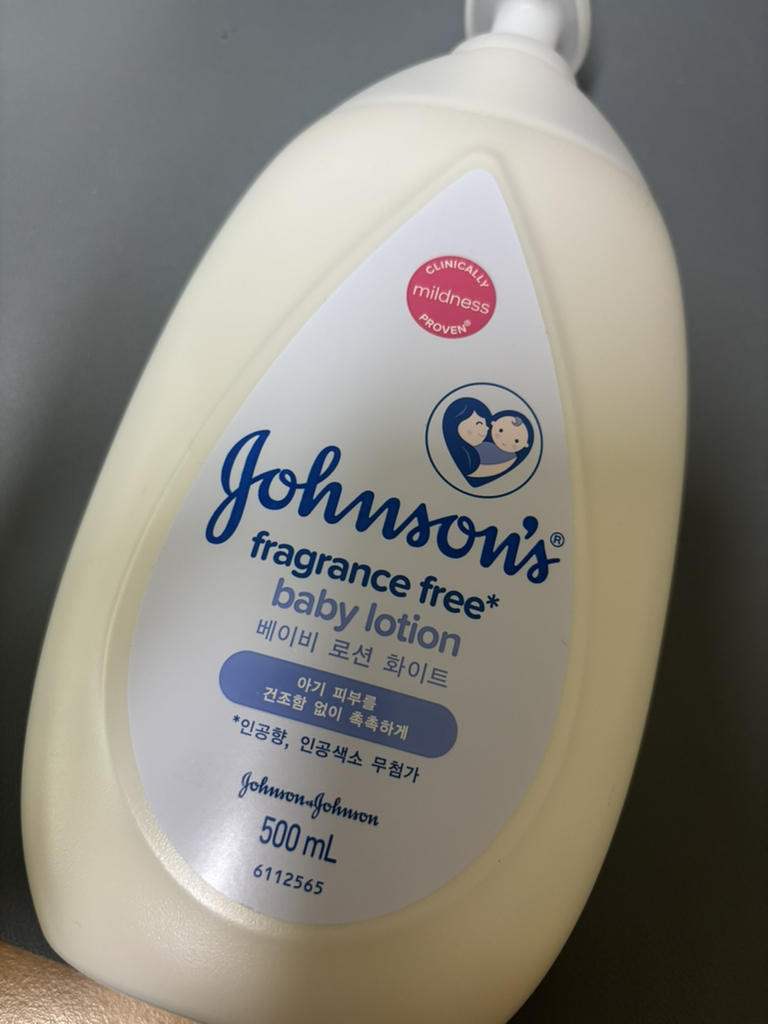 CLINICALLY
mildness
PROVEN®
Johnson's®
fragrance free*
baby lotion
베이비 로션 화이트
아기 피부를
건조함 없이 촉촉하게
*인공향, 인공색소 무첨가
Johnson+Johnson
500 mL
6112565